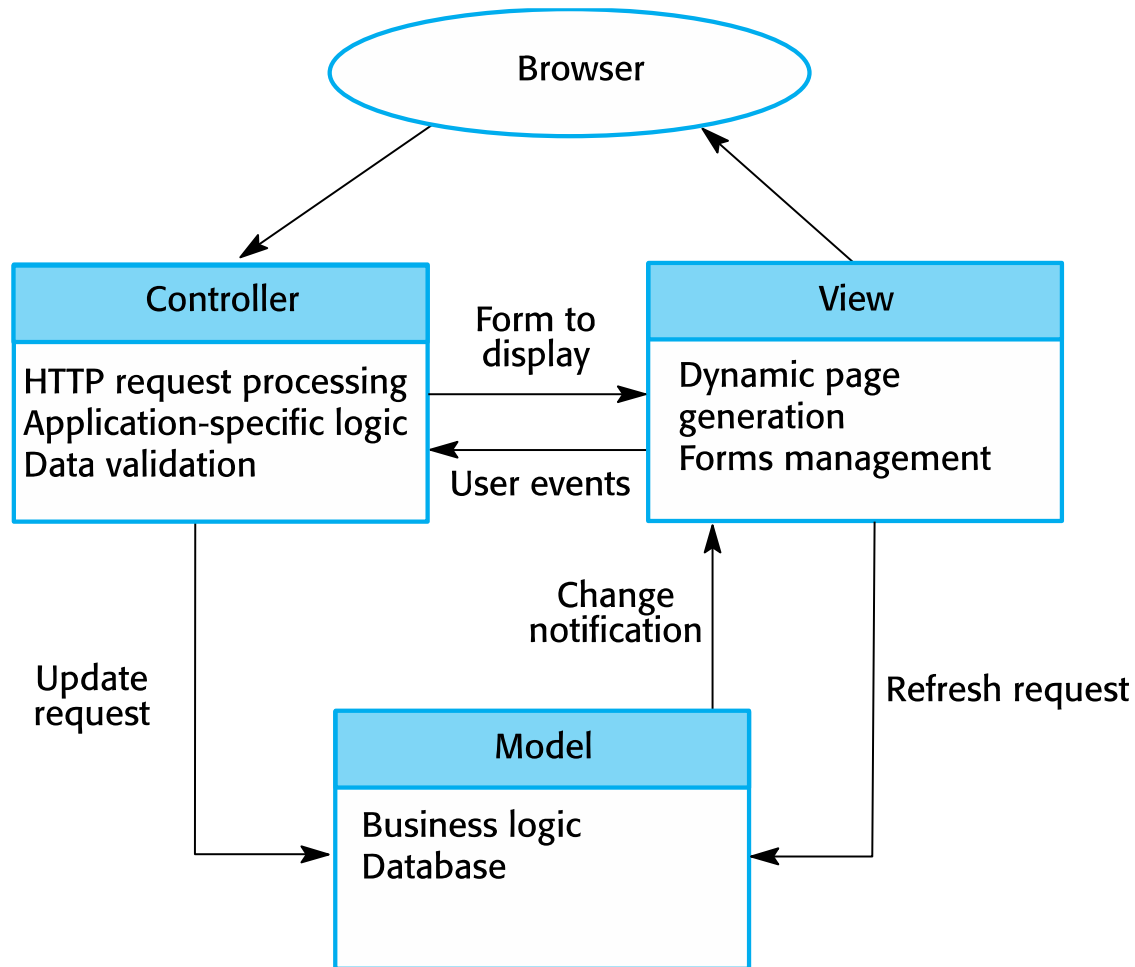 Browser
Controller
HTTP request processing
Application-specific logic
Data validation
Form to
display
User events
View
Dynamic page
generation
Forms management
Update
request
Change
notification
Refresh request
Model
Business logic
Database